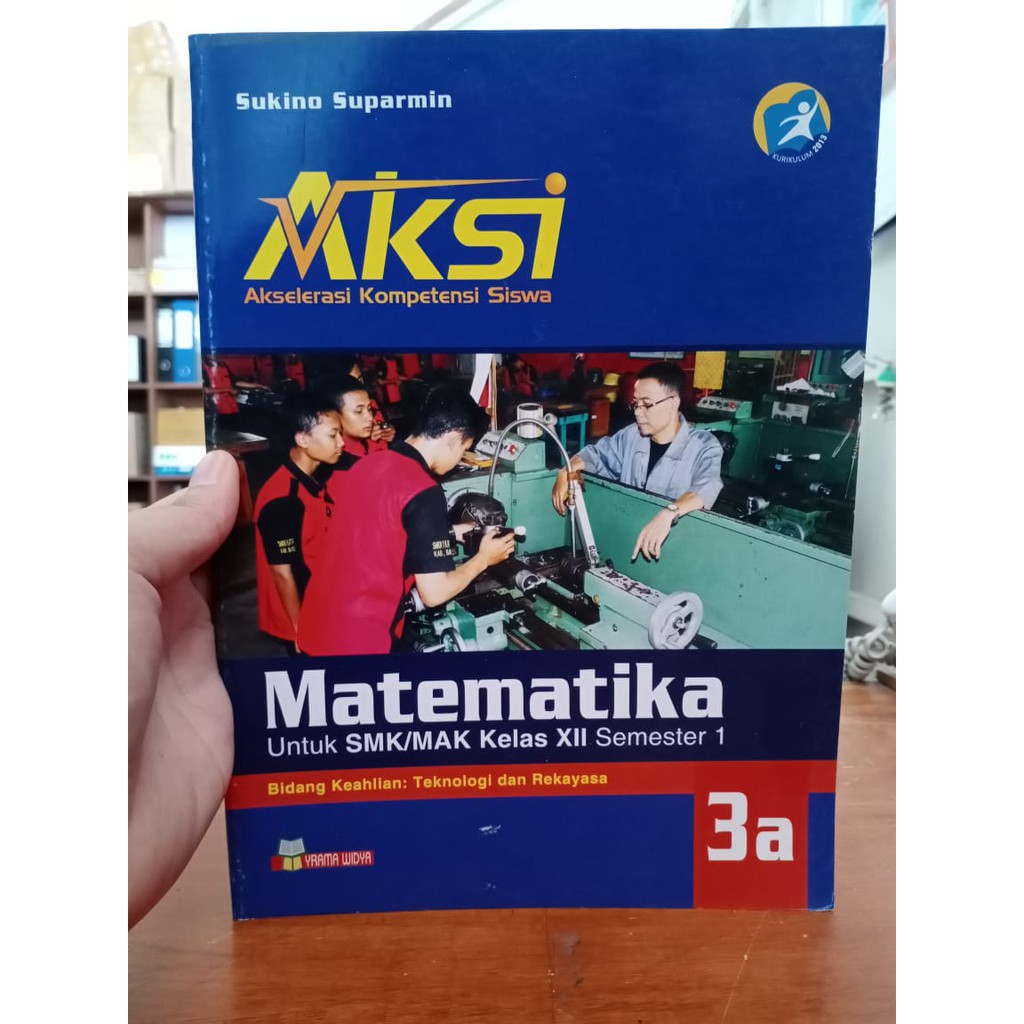 Sukino Suparmin
KURIKULUM 2013
Aksi
Akselerasi Kompetensi Siswa
Matematika
Untuk SMK/MAK Kelas XII Semester 1
Bidang Keahlian: Teknologi dan Rekayasa
3a
YRAMA WIDYA